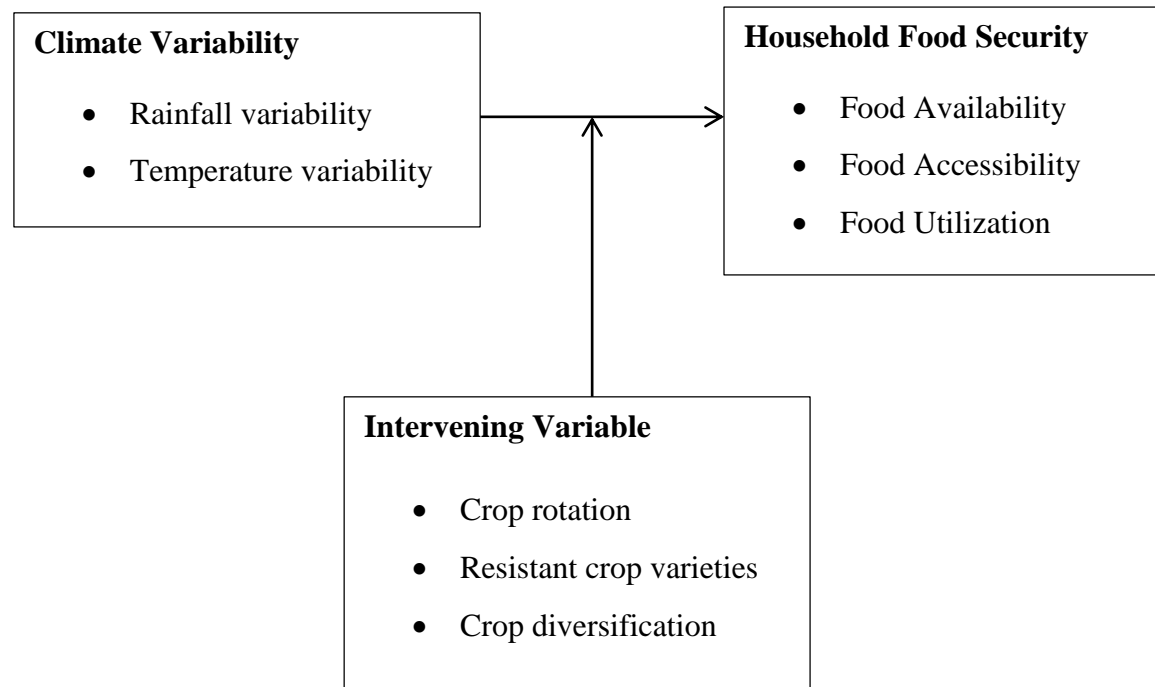 Climate Variability
• Rainfall variability
• Temperature variability
Household Food Security
• Food Availability
• Food Accessibility
• Food Utilization
Intervening Variable
• Crop rotation
• Resistant crop varieties
• Crop diversification